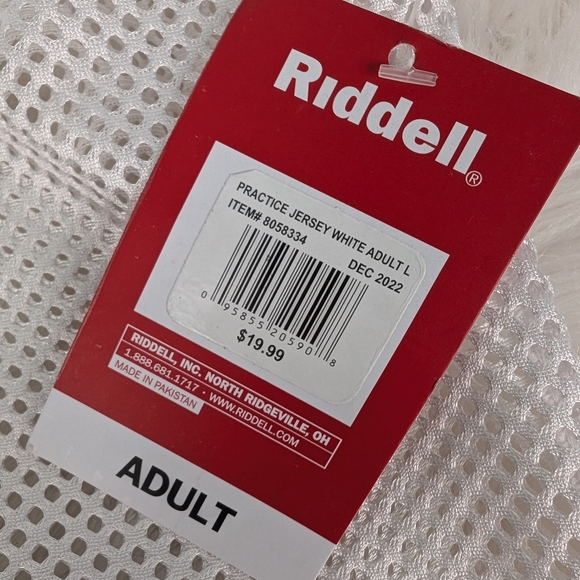 Riddell®
PRACTICE JERSEY WHITE ADULT L
ITEM# 8058334
DEC 2022
0 95855 20590 8
$19.99
RIDDELL, INC. NORTH RIDGEVILLE, OH
1.888.681.1717 · WWW.RIDDELL.COM
MADE IN PAKISTAN
ADULT